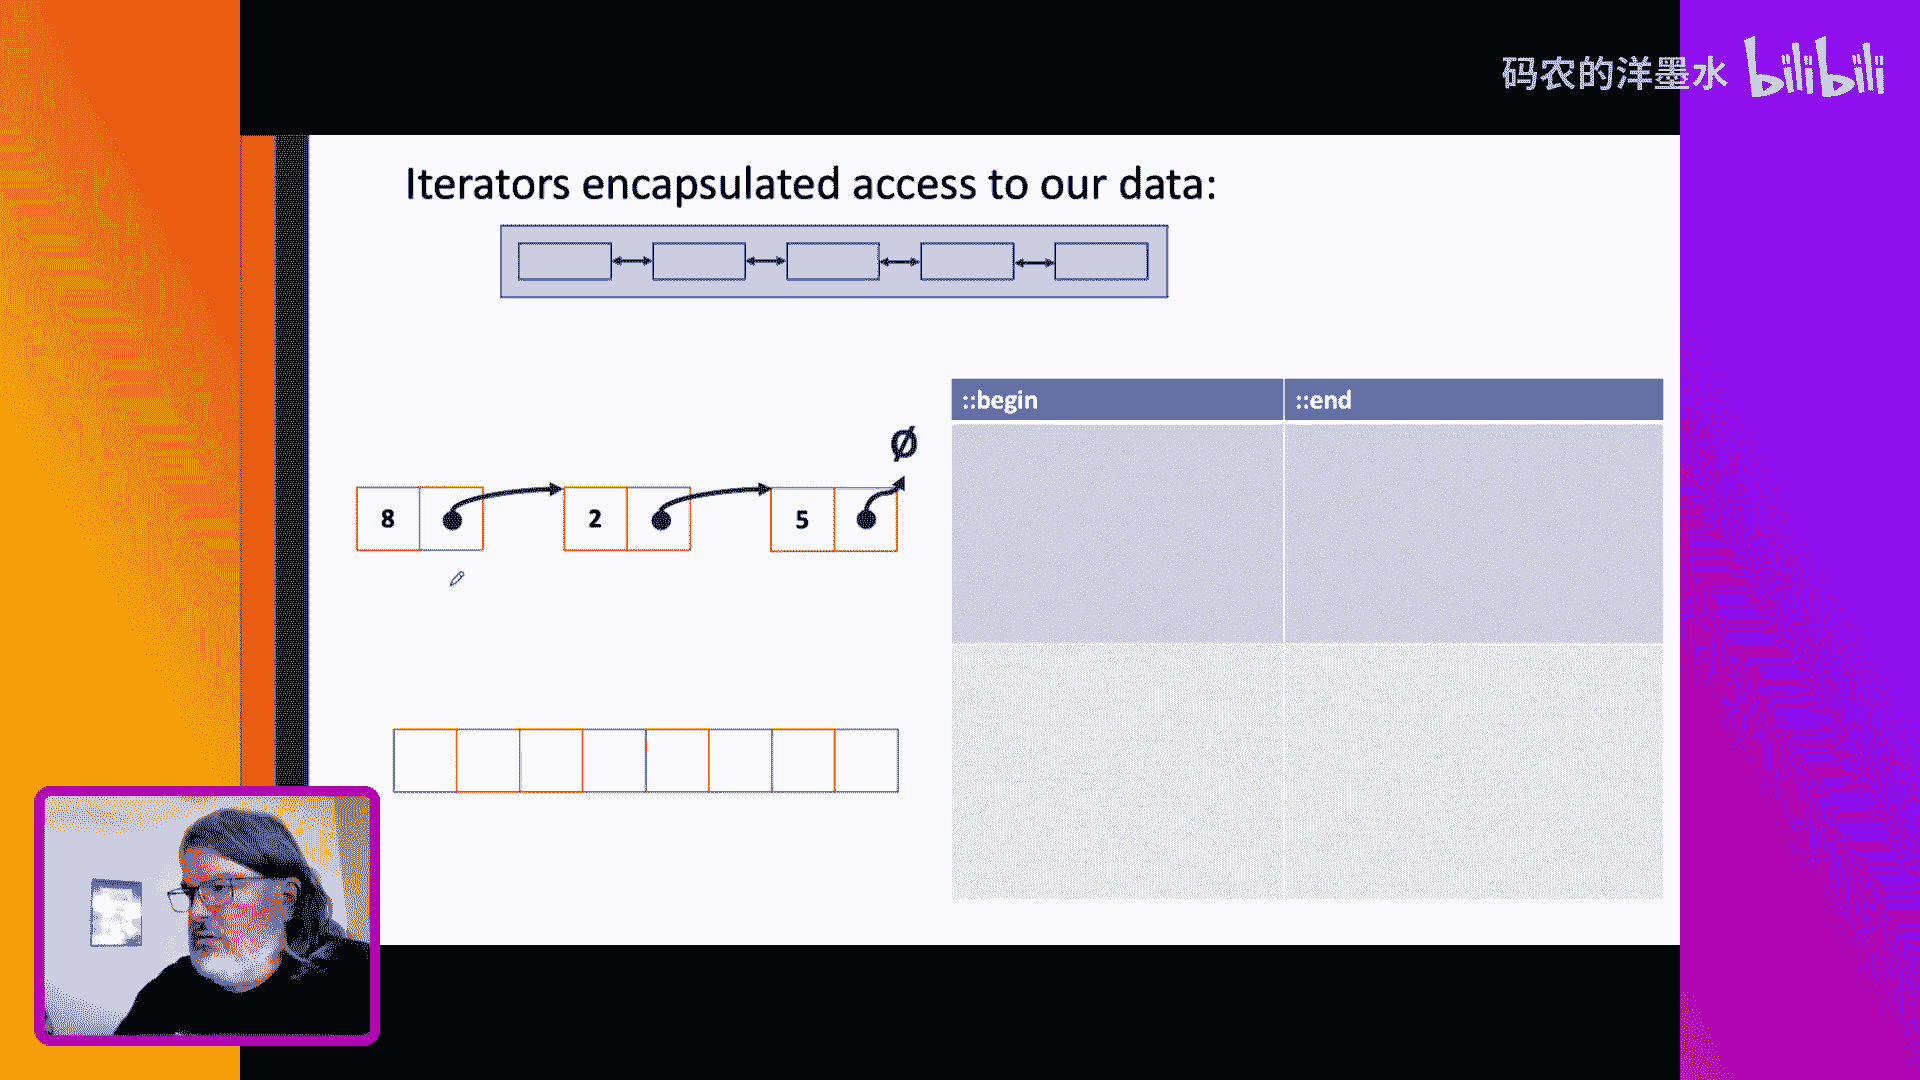 码农的洋墨水 bilibili
Iterators encapsulated access to our data:
::begin ::end
Ø
8 2 5